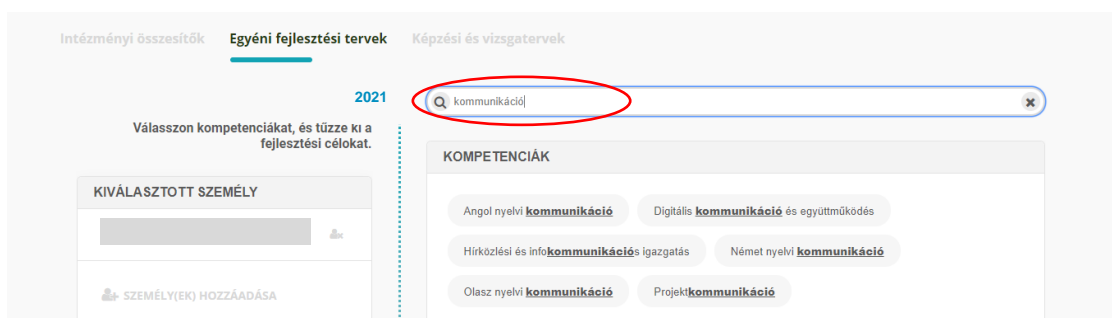 Intézményi összesítők Egyéni fejlesztési tervek Képzési és vizsgatervek
2021
kommunikáció
Válasszon kompetenciákat, és tűzze ki a
fejlesztési célokat.
KIVÁLASZTOTT SZEMÉLY
SZEMÉLY(EK) HOZZÁADÁSA
KOMPETENCIÁK
Angol nyelvi kommunikáció Digitális kommunikáció és együttműködés
Hírközlési és infokommunikációs igazgatás Német nyelvi kommunikáció
Olasz nyelvi kommunikáció Projektkommunikáció